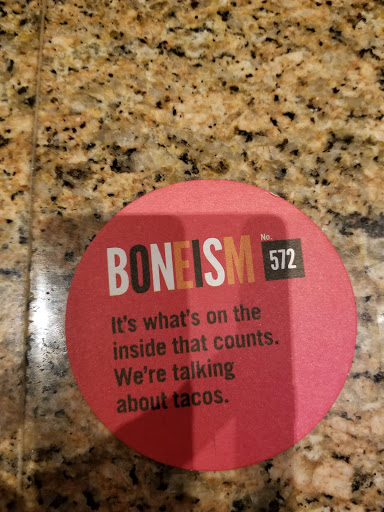 BONEISM No. 572
It's what's on the
inside that counts.
We're talking
about tacos.